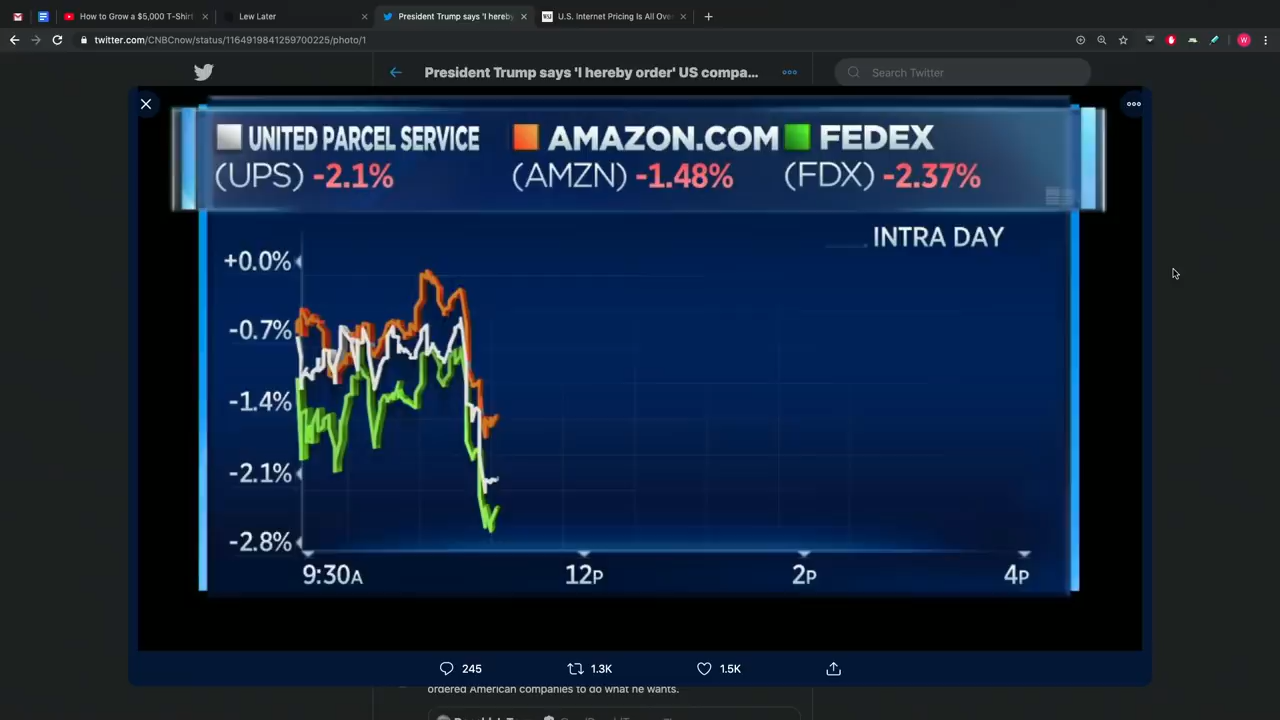 How to Grow a $5,000 T-Shirt
Lew Later
President Trump says 'I hereby
U.S. Internet Pricing Is All Over
twitter.com/CNBCnow/status/1164919841259700225/photo/1
President Trump says 'I hereby order' US compa...
Search Twitter
UNITED PARCEL SERVICE
(UPS) -2.1%
AMAZON.COM
(AMZN) -1.48%
FEDEX
(FDX) -2.37%
INTRA DAY
+0.0%
-0.7%
-1.4%
-2.1%
-2.8%
9:30A
12P
2P
4P
245
1.3K
1.5K
ordered American companies to do what he wants.